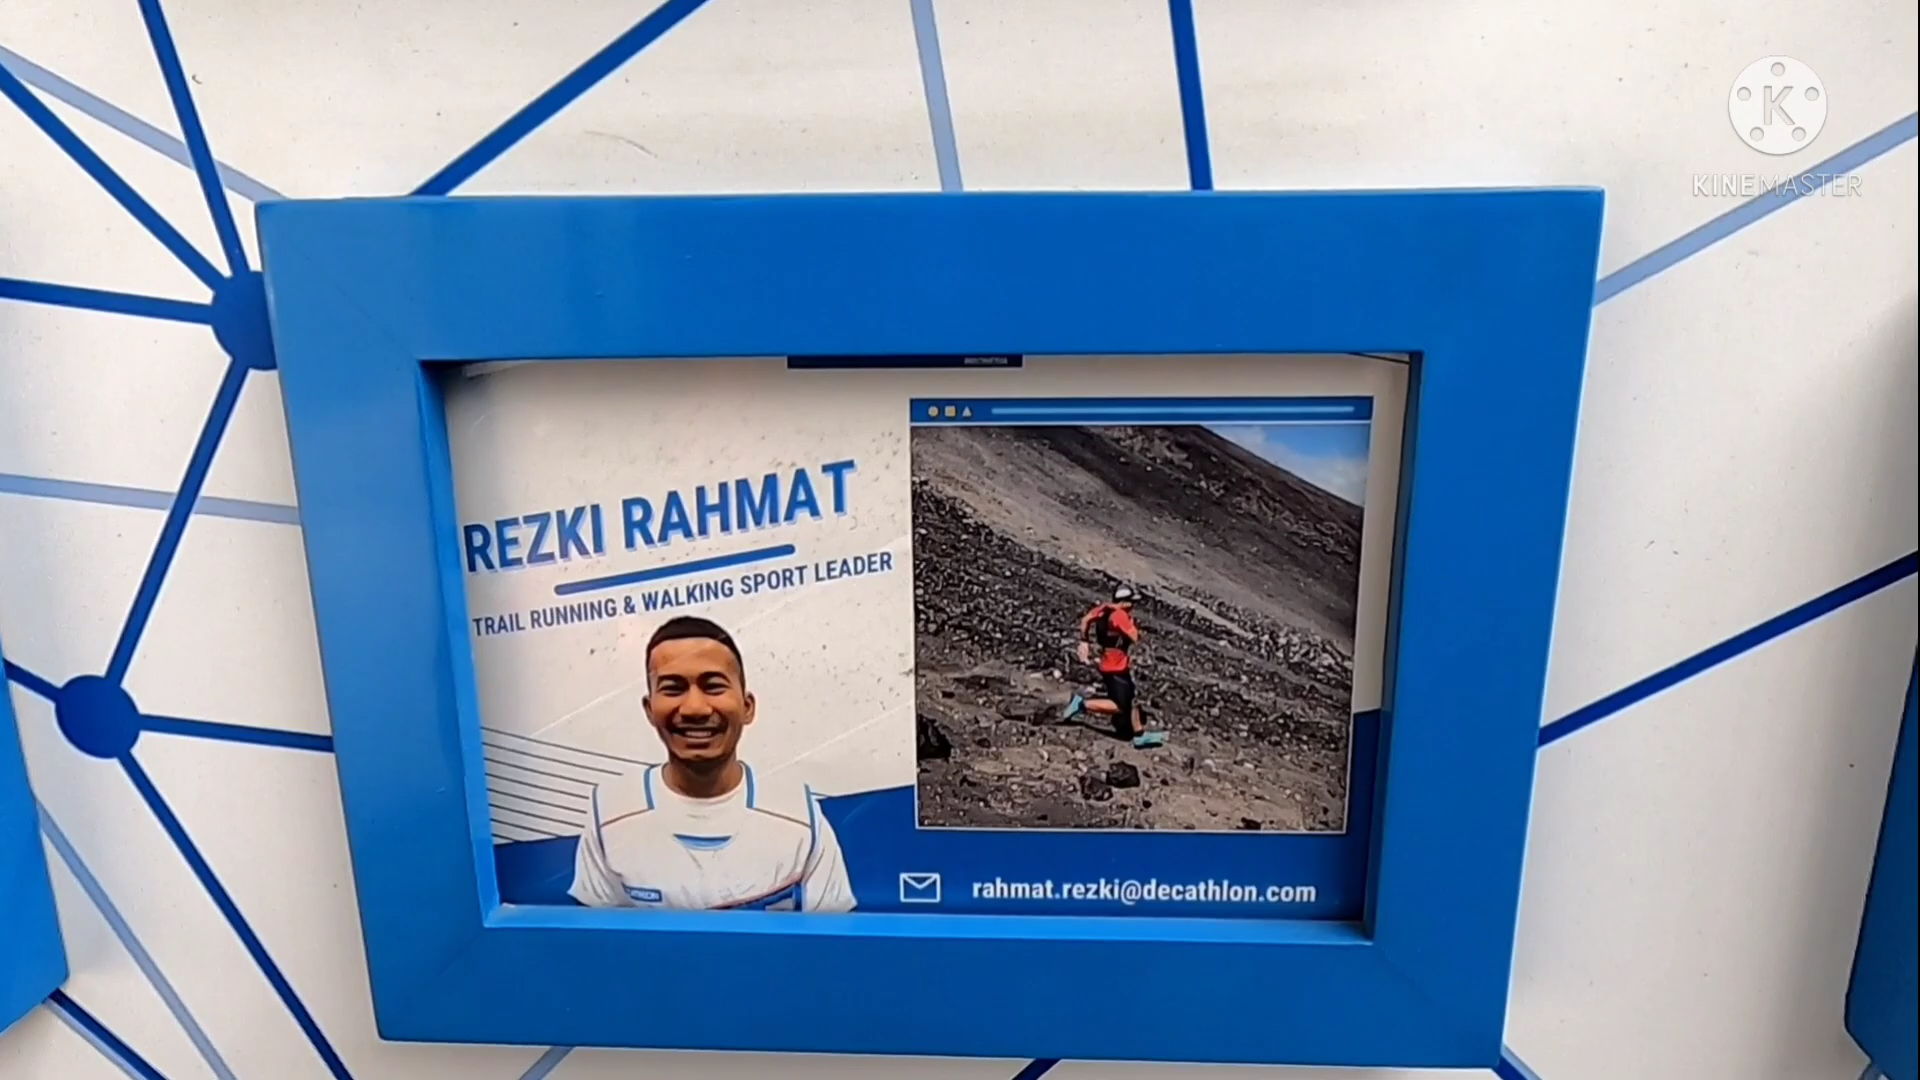 K
KINEMASTER
REZKI RAHMAT
TRAIL RUNNING & WALKING SPORT LEADER
rahmat.rezki@decathlon.com